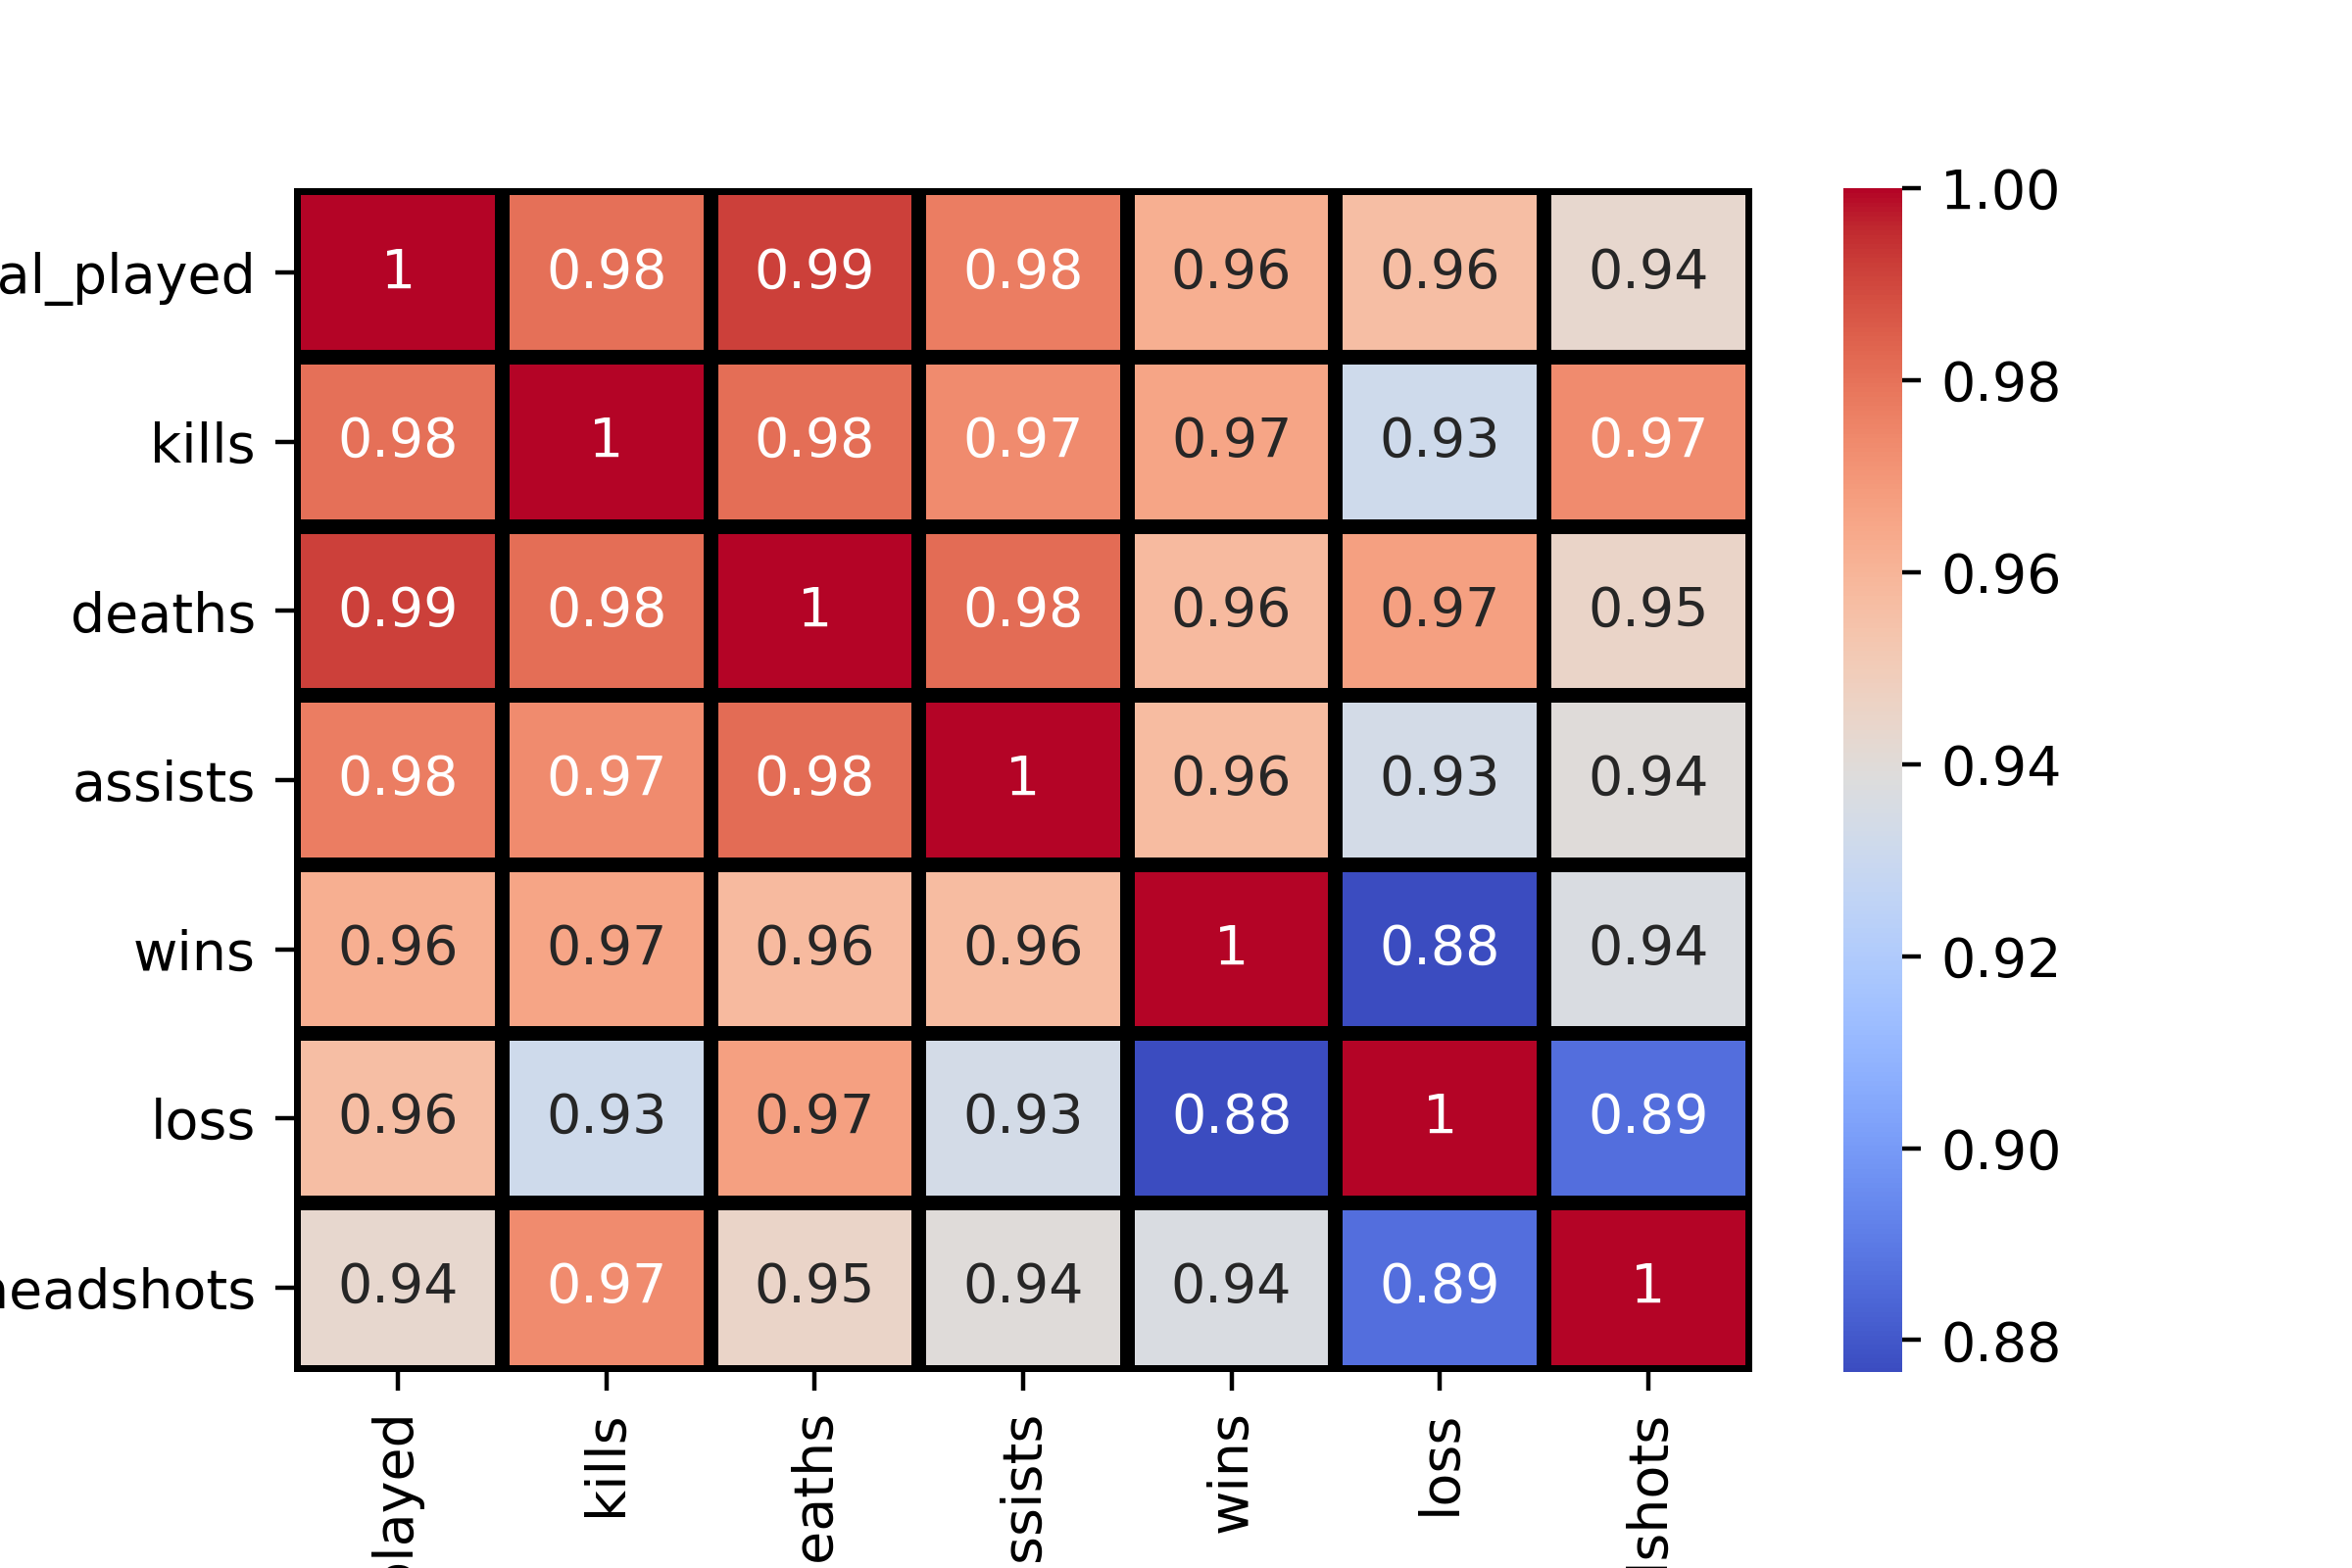 1.00
al_played 1 0.98 0.99 0.98 0.96 0.96 0.94
0.98
kills 0.98 1 0.98 0.97 0.97 0.93 0.97
0.96
deaths 0.99 0.98 1 0.98 0.96 0.97 0.95
0.94
assists 0.98 0.97 0.98 1 0.96 0.93 0.94
0.92
wins 0.96 0.97 0.96 0.96 1 0.88 0.94
0.90
loss 0.96 0.93 0.97 0.93 0.88 1 0.89
eadshots 0.94 0.97 0.95 0.94 0.94 0.89 1
0.88
layed kills eaths ssists wins loss shots